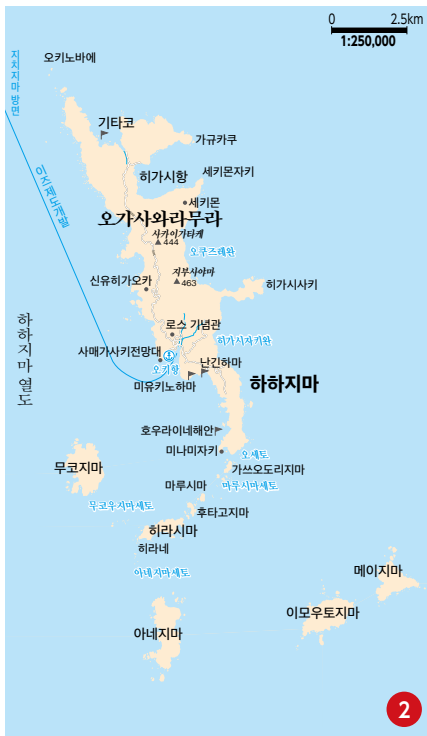 0 2.5km
1:250,000
오키노바에
지치지마 방면
기타코
가규카쿠
히가시항
세키몬자키
세키몬
오가사와라무라
사카이가타케
444
오쿠즈레완
지부사야마
463
신유히가오카
히가시사키
로스 기념관
히가시자키완
사매가사키전망대
난긴하마
오키항
미유키노하마
하하지마
하하지마 열도
호우라이네해안
미나미자키
오세토
가쓰오도리지마
무코지마
마루시마
마루시마세토
무코우지마세토
후타고지마
히라시마
히라네
아네지마세토
메이지마
이모우토지마
아네지마
2